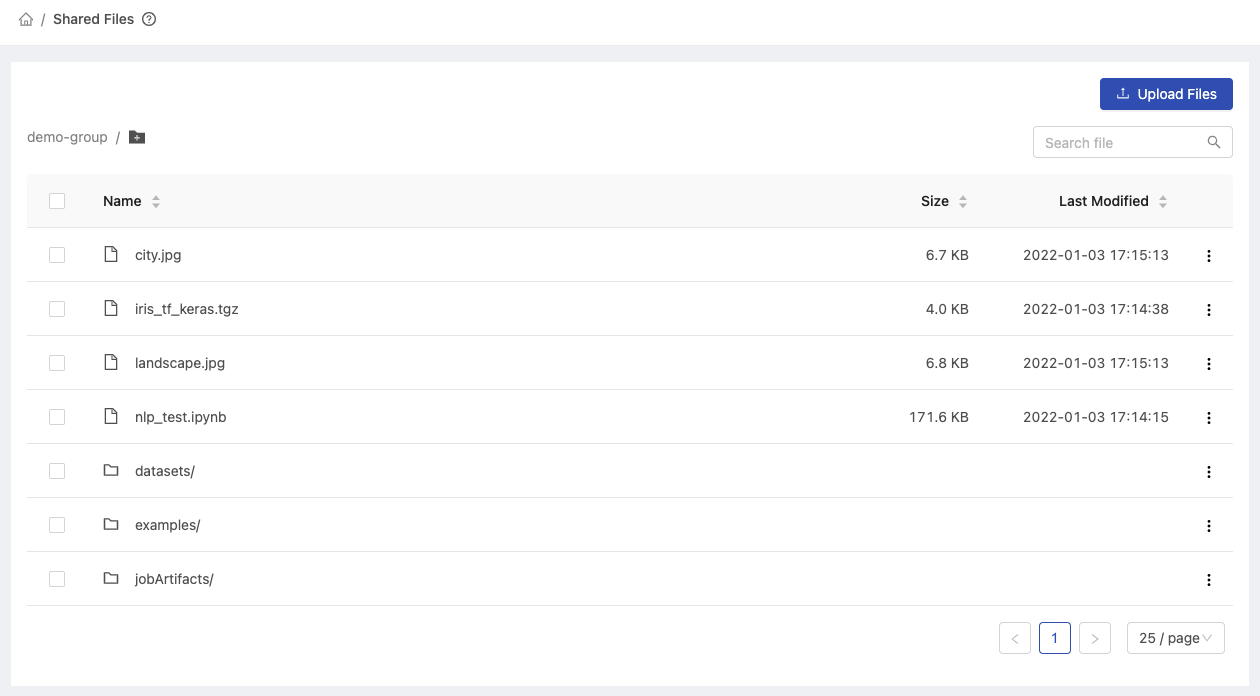 / Shared Files
Upload Files
demo-group /
Search file
Name Size Last Modified
city.jpg 6.7 KB 2022-01-03 17:15:13
iris_tf_keras.tgz 4.0 KB 2022-01-03 17:14:38
landscape.jpg 6.8 KB 2022-01-03 17:15:13
nlp_test.ipynb 171.6 KB 2022-01-03 17:14:15
datasets/
examples/
jobArtifacts/
1 25 / page